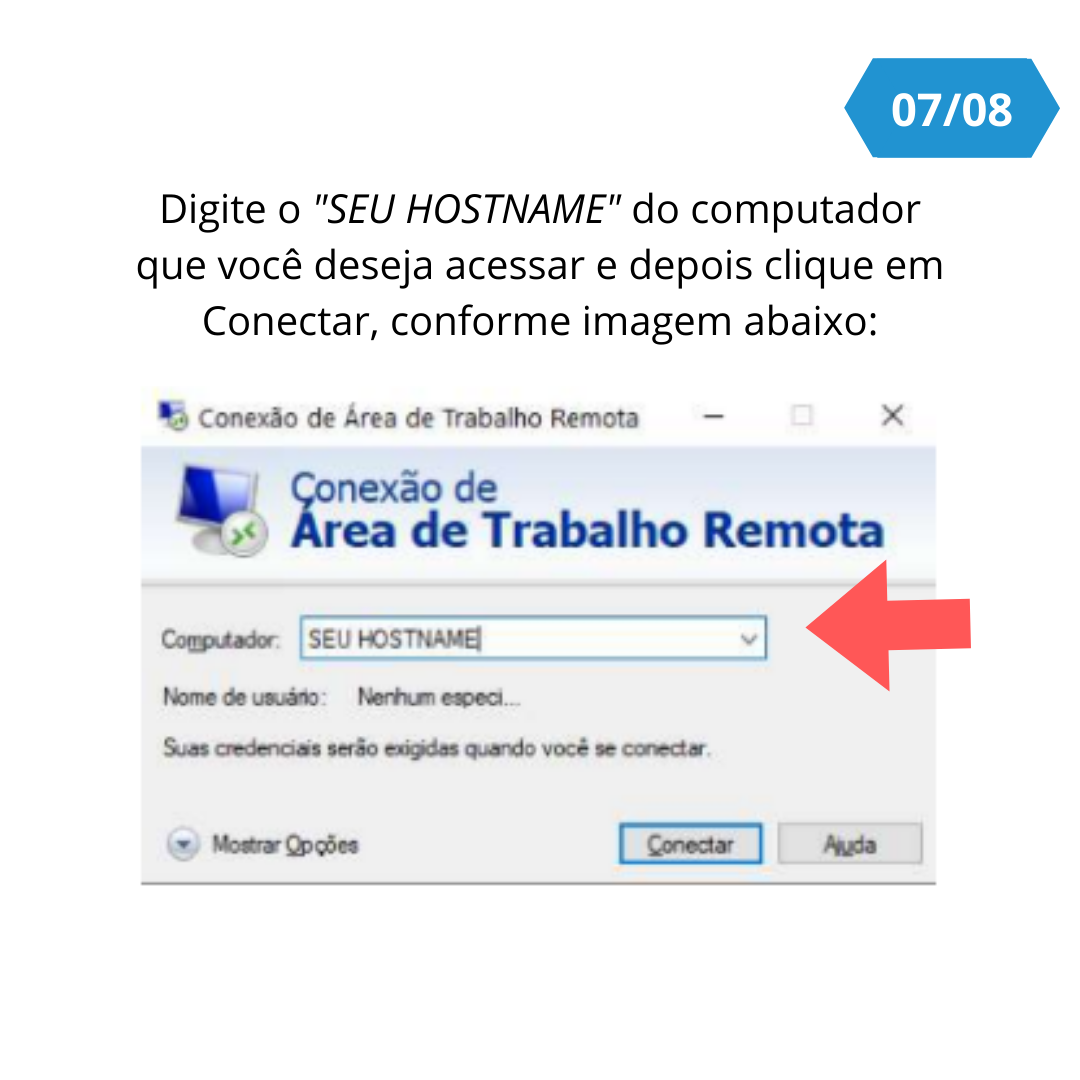 07/08
Digite o "SEU HOSTNAME" do computador
que você deseja acessar e depois clique em
Conectar, conforme imagem abaixo:
Conexão de Área de Trabalho Remota
Conexão de
Área de Trabalho Remota
Computador: SEU HOSTNAME
Nome de usuário: Nenhum especi...
Suas credenciais serão exigidas quando você se conectar.
Mostrar Opções Conectar Ajuda